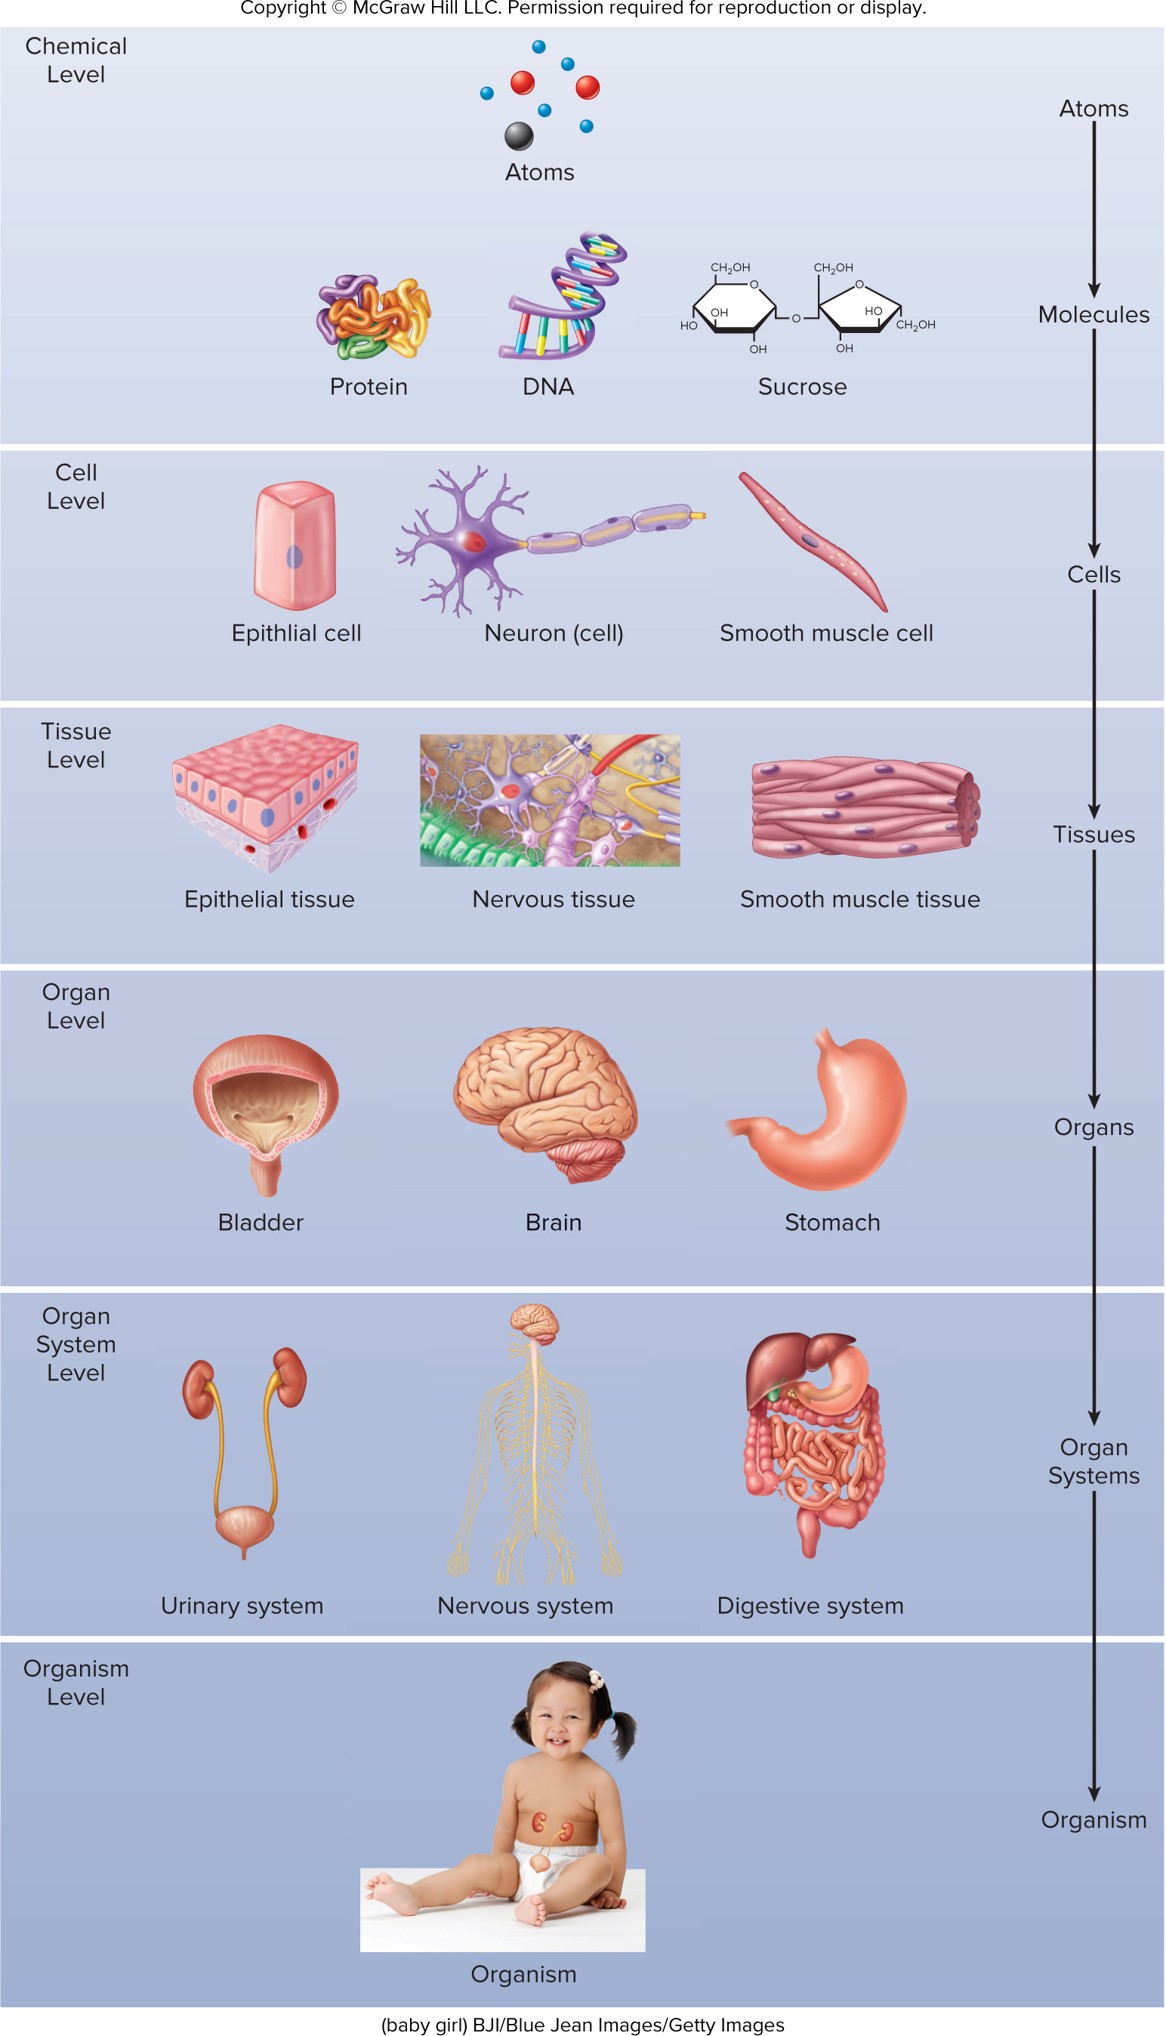 Copyright © McGraw Hill LLC. Permission required for reproduction or display.
Chemical
Level
Atoms
Atoms
CH₂OH
O
OH
HO
OH
O
CH₂OH
O
HO
CH₂OH
OH
Molecules
Protein
DNA
Sucrose
Cell
Level
Cells
Epithlial cell
Neuron (cell)
Smooth muscle cell
Tissue
Level
Tissues
Epithelial tissue
Nervous tissue
Smooth muscle tissue
Organ
Level
Organs
Bladder
Brain
Stomach
Organ
System
Level
Organ
Systems
Urinary system
Nervous system
Digestive system
Organism
Level
Organism
Organism
(baby girl) BJI/Blue Jean Images/Getty Images